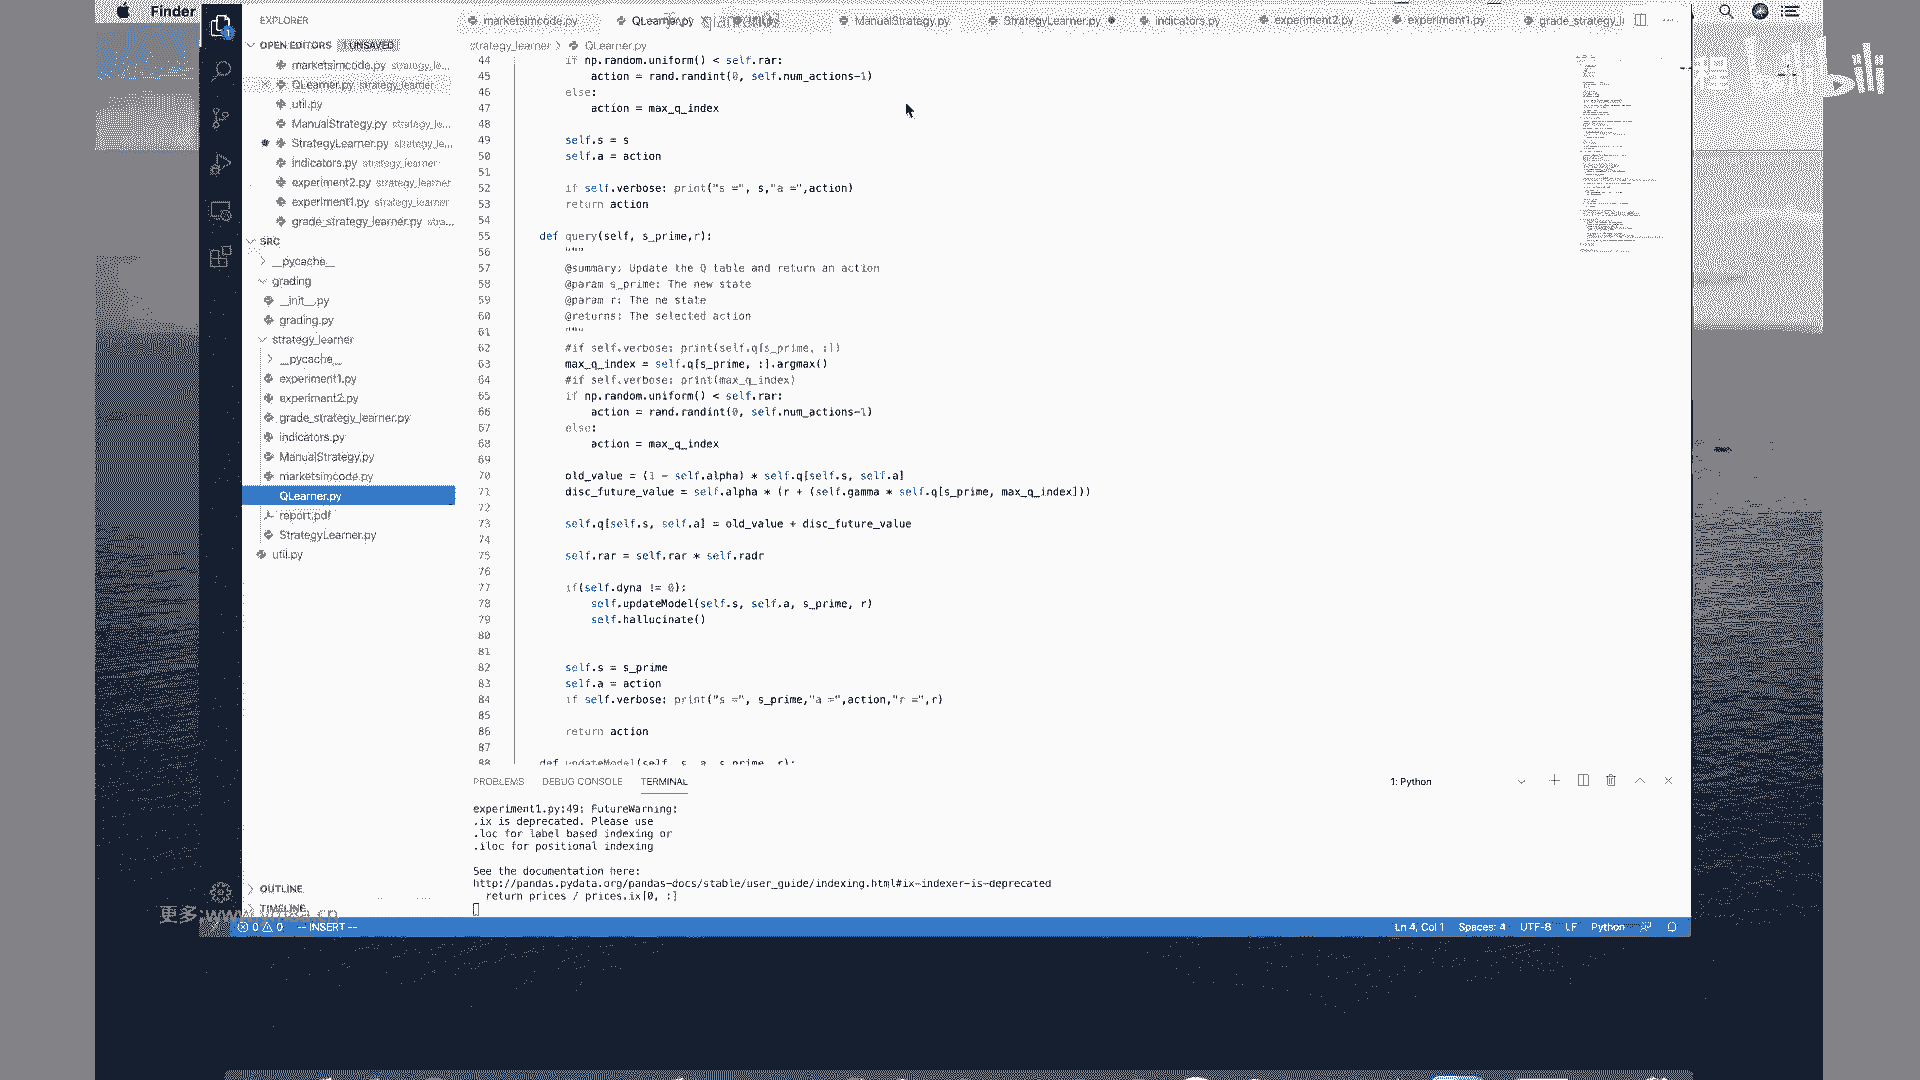 Finder
EXPLORER
OPEN EDITORS 1 UNSAVED
marketsimcode.py strategy_le...
QLearner.py strategy_learner
util.py
ManualStrategy.py strategy_le...
StrategyLearner.py strategy_le...
indicators.py strategy_learner
experiment2.py strategy_learner
experiment1.py strategy_learner
grade_strategy_learner.py stra...
SRC
__pycache__
grading
__init__.py
grading.py
strategy_learner
__pycache__
experiment1.py
experiment2.py
grade_strategy_learner.py
indicators.py
ManualStrategy.py
marketsimcode.py
QLearner.py
report.pdf
StrategyLearner.py
util.py
OUTLINE
TIMELINE
marketsimcode.py QLearner.py ManualStrategy.py StrategyLearner.py indicators.py experiment2.py experiment1.py grade_strategy_l
strategy_learner > QLearner.py
44 if np.random.uniform() < self.rar:
45 action = rand.randint(0, self.num_actions-1)
46 else:
47 action = max_q_index
48
49 self.s = s
50 self.a = action
51
52 if self.verbose: print("s =", s,"a =",action)
53 return action
54
55 def query(self, s_prime,r):
56 """
57 @summary: Update the Q table and return an action
58 @param s_prime: The new state
59 @param r: The ne state
60 @returns: The selected action
61 """
62 #if self.verbose: print(self.q[s_prime, :])
63 max_q_index = self.q[s_prime, :].argmax()
64 #if self.verbose: print(max_q_index)
65 if np.random.uniform() < self.rar:
66 action = rand.randint(0, self.num_actions-1)
67 else:
68 action = max_q_index
69
70 old_value = (1 - self.alpha) * self.q[self.s, self.a]
71 disc_future_value = self.alpha * (r + (self.gamma * self.q[s_prime, max_q_index]))
72
73 self.q[self.s, self.a] = old_value + disc_future_value
74
75 self.rar = self.rar * self.radr
76
77 if(self.dyna != 0):
78 self.updateModel(self.s, self.a, s_prime, r)
79 self.hallucinate()
80
81
82 self.s = s_prime
83 self.a = action
84 if self.verbose: print("s =", s_prime,"a =",action,"r =",r)
85
86 return action
87
88 def updateModel(self, s, a, s_prime, r):
PROBLEMS DEBUG CONSOLE TERMINAL 1: Python
experiment1.py:49: FutureWarning:
.ix is deprecated. Please use
.loc for label based indexing or
.iloc for positional indexing
See the documentation here:
http://pandas.pydata.org/pandas-docs/stable/user_guide/indexing.html#ix-indexer-is-deprecated
return prices / prices.ix[0, :]
0 0 -- INSERT -- Ln 4, Col 1 Spaces: 4 UTF-8 LF Python